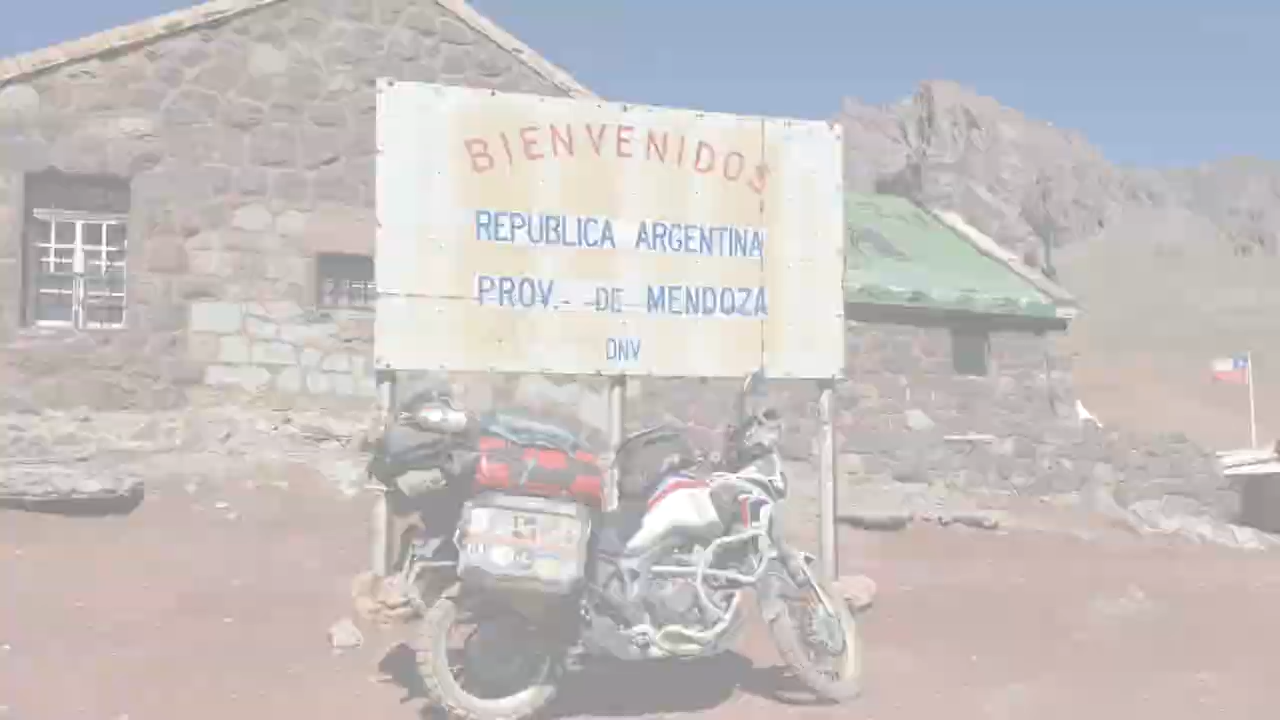 BIENVENIDOS
REPUBLICA ARGENTINA
PROV. DE MENDOZA
DNV